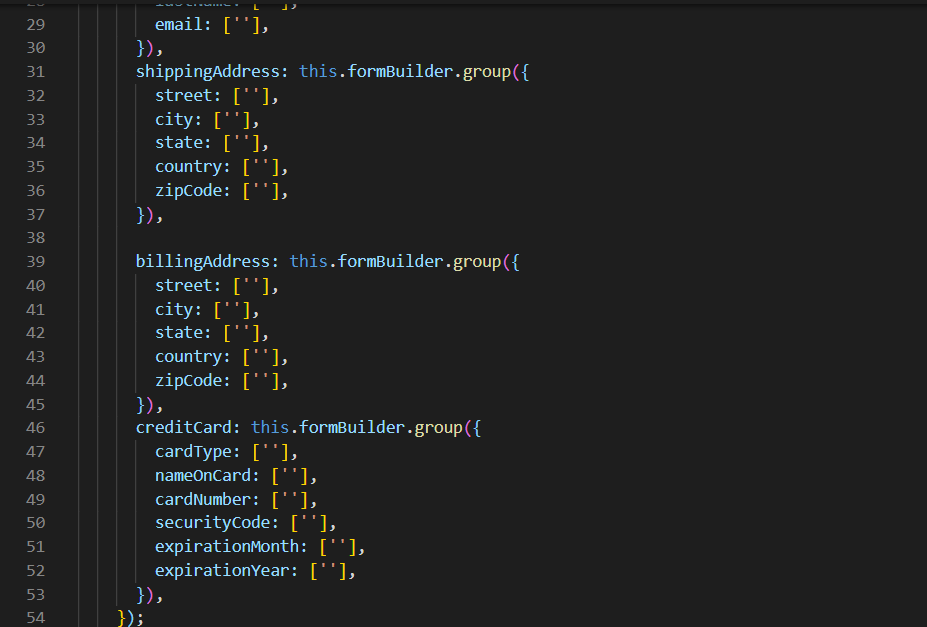 29 email: [''],
30 }),
31 shippingAddress: this.formBuilder.group({
32 street: [''],
33 city: [''],
34 state: [''],
35 country: [''],
36 zipCode: [''],
37 }),
38
39 billingAddress: this.formBuilder.group({
40 street: [''],
41 city: [''],
42 state: [''],
43 country: [''],
44 zipCode: [''],
45 }),
46 creditCard: this.formBuilder.group({
47 cardType: [''],
48 nameOnCard: [''],
49 cardNumber: [''],
50 securityCode: [''],
51 expirationMonth: [''],
52 expirationYear: [''],
53 }),
54 });